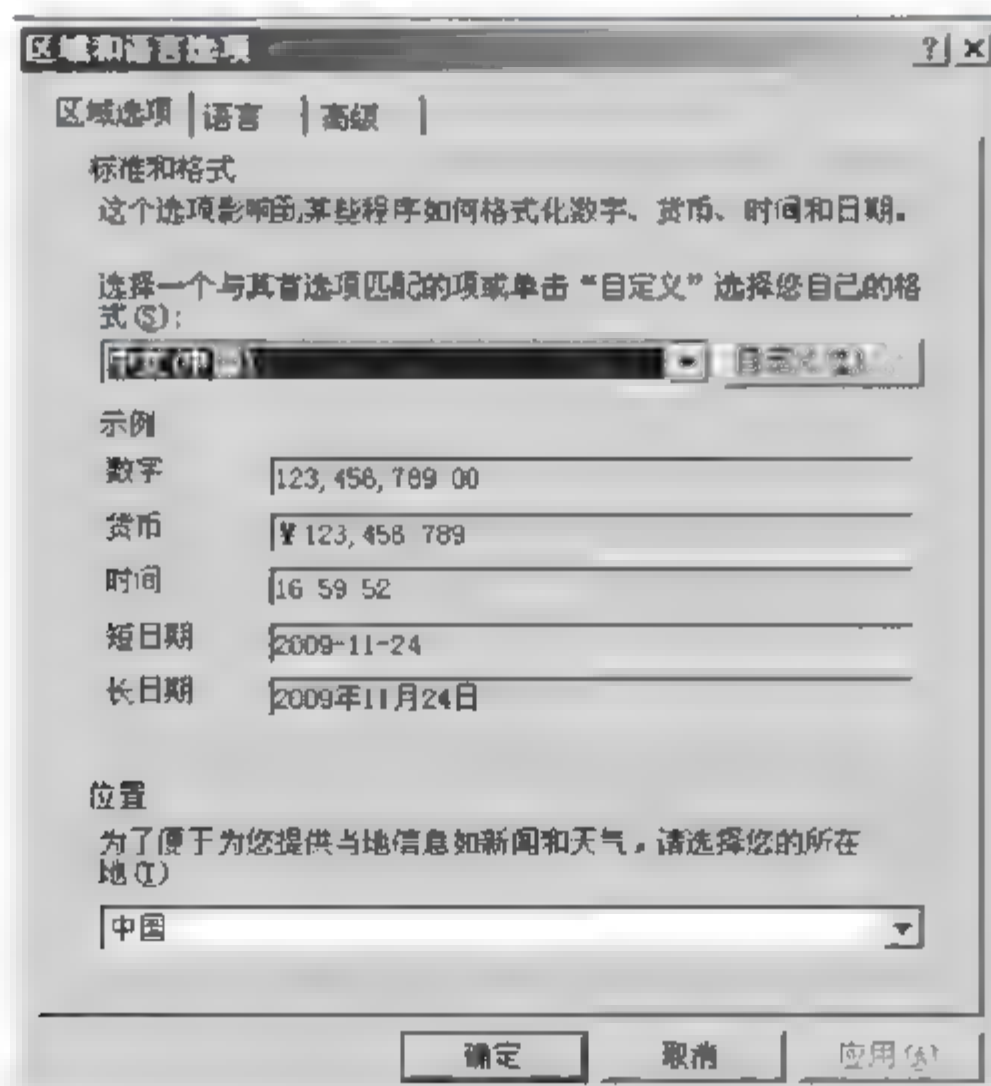 区域和语言选项
区域选项 语言 高级
标准和格式
这个选项影响到某些程序如何格式化数字、货币、时间和日期。
选择一个与其首选项匹配的项或单击“自定义”选择您自己的格
式(S):
中文(中国) 自定义(Z)...
示例
数字 123,456,789 00
货币 ¥123,456 789
时间 16 59 52
短日期 2009-11-24
长日期 2009年11月24日
位置
为了便于为您提供当地信息如新闻和天气,请选择您的所在
地(T)
中国
确定 取消 应用(A)